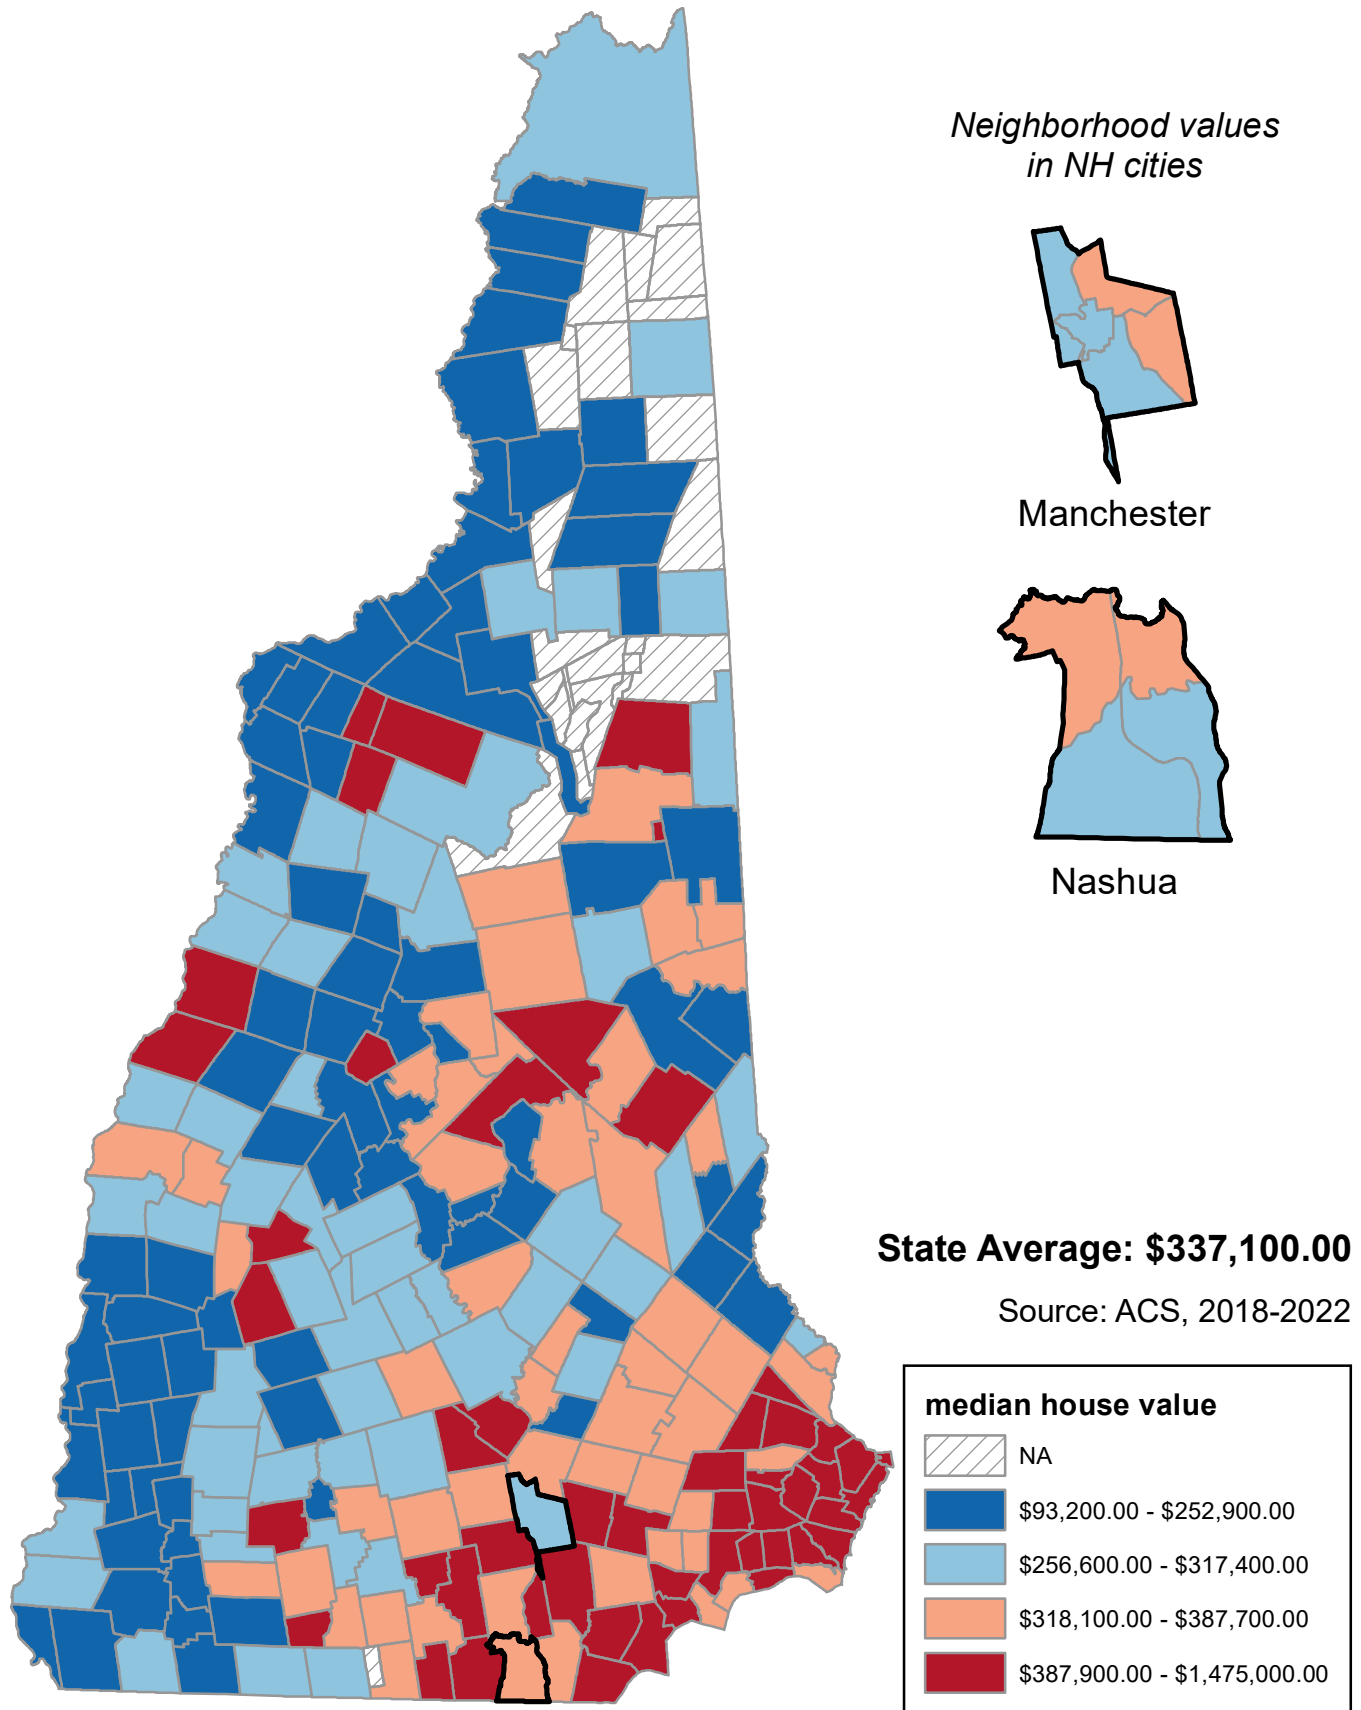 Neighborhood values
in NH cities
Manchester
Nashua
State Average: $337,100.00
Source: ACS, 2018-2022
median house value
NA
$93,200.00 - $252,900.00
$256,600.00 - $317,400.00
$318,100.00 - $387,700.00
$387,900.00 - $1,475,000.00